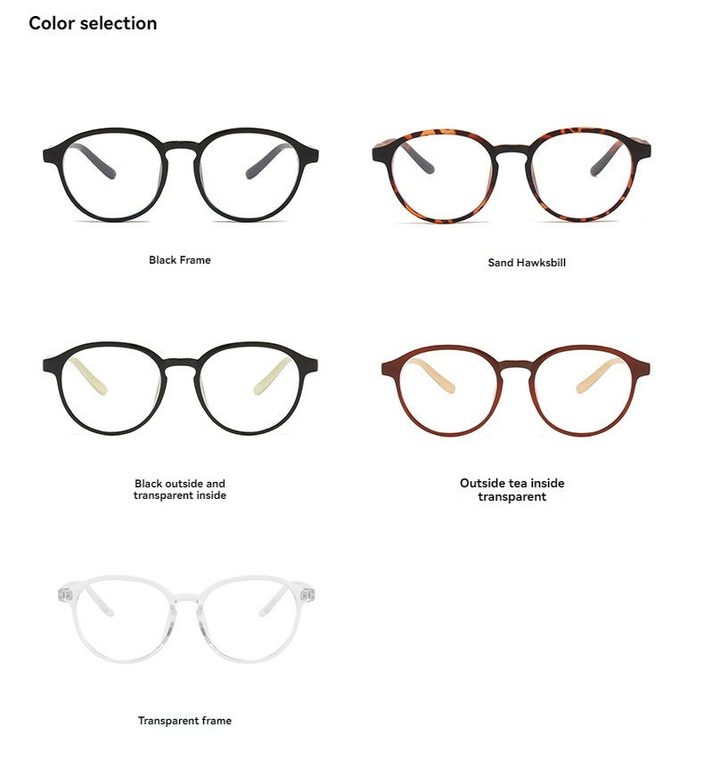 Color selection
Black Frame
Sand Hawksbill
Black outside and
transparent inside
Outside tea inside
transparent
Transparent frame